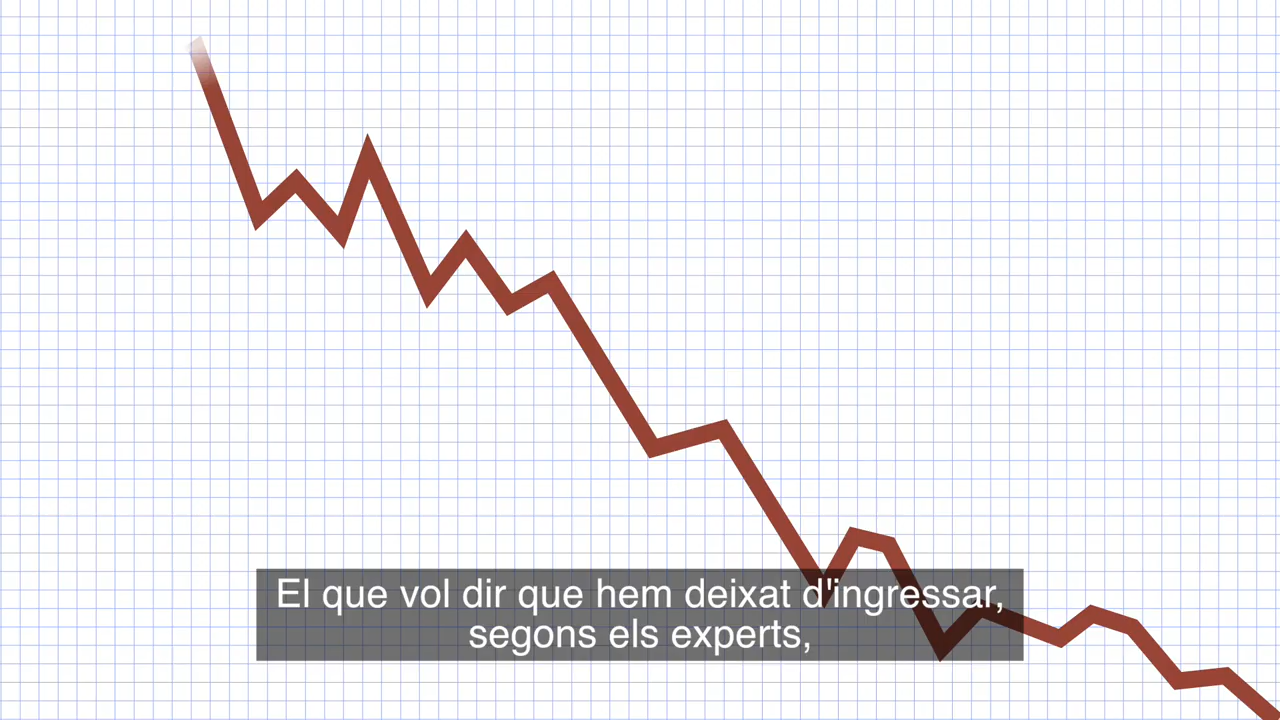 El que vol dir que hem deixat d'ingressar,
segons els experts,